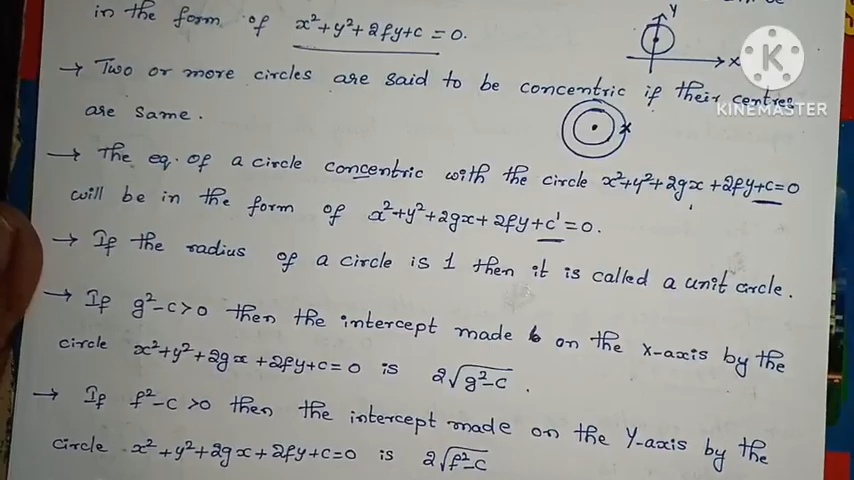 in the form of x²+y²+2fy+c=0.
Y
X
K
KINEMASTER
→ Two or more circles are said to be concentric if their centres
are same.
→ The eq. of a circle concentric with the circle x²+y²+2gx+2fy+c=0
will be in the form of x²+y²+2gx+2fy+c'=0.
→ If the radius of a circle is 1 then it is called a unit circle.
→ If g²-c>0 then the intercept made on the x-axis by the
circle x²+y²+2gx+2fy+c=0 is 2√(g²-c).
→ If f²-c>0 then the intercept made on the Y-axis by the
circle x²+y²+2gx+2fy+c=0 is 2√(f²-c)